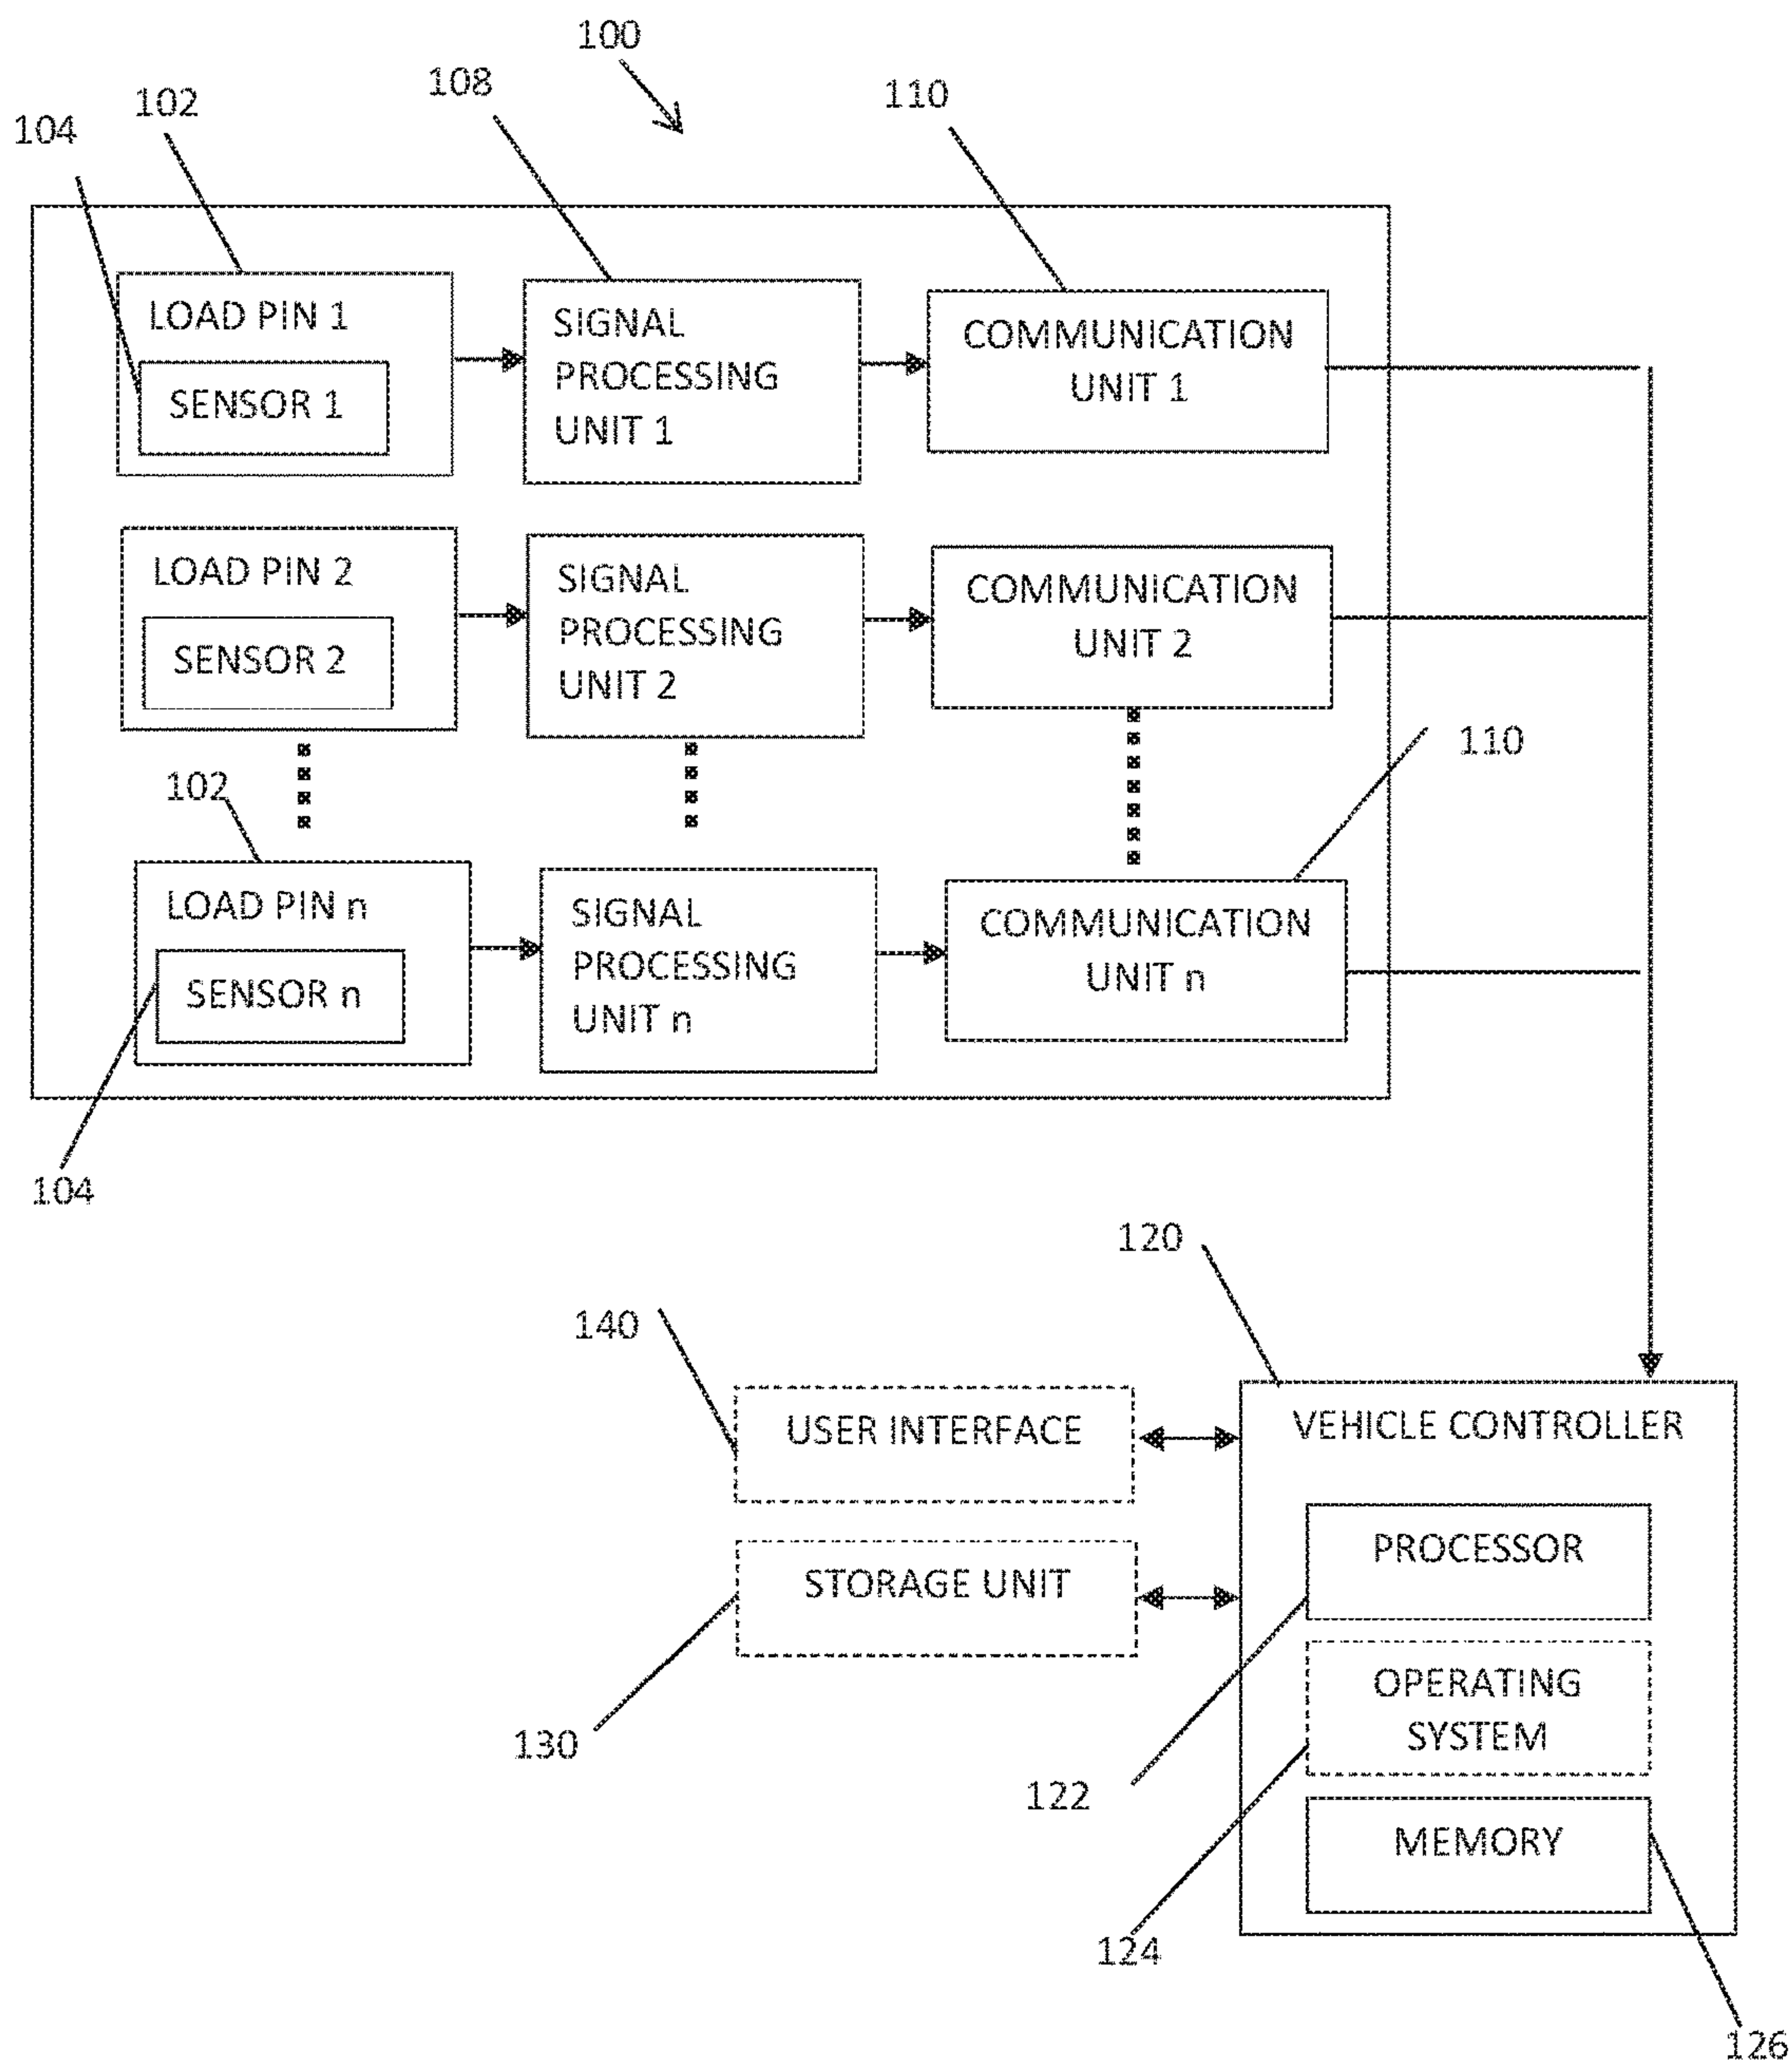 100
108
110
102
104
LOAD PIN 1
SENSOR 1
SIGNAL
PROCESSING
UNIT 1
COMMUNICATION
UNIT 1
LOAD PIN 2
SENSOR 2
SIGNAL
PROCESSING
UNIT 2
COMMUNICATION
UNIT 2
110
102
LOAD PIN n
SENSOR n
SIGNAL
PROCESSING
UNIT n
COMMUNICATION
UNIT n
104
120
140
USER INTERFACE
VEHICLE CONTROLLER
STORAGE UNIT
PROCESSOR
OPERATING
SYSTEM
130
122
MEMORY
124
126